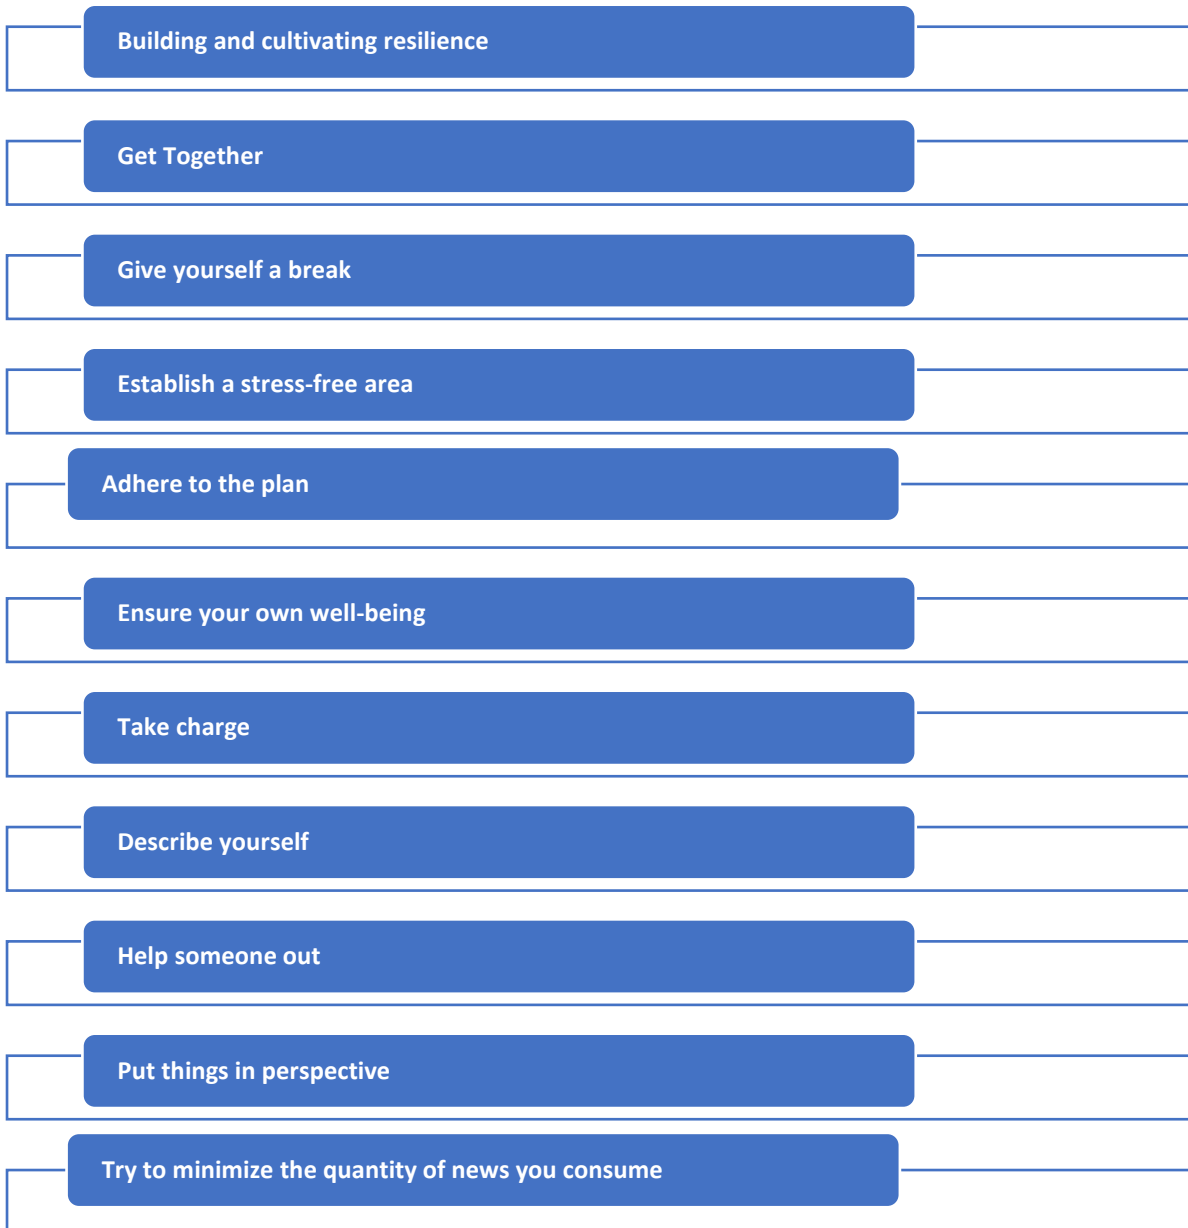 Building and cultivating resilience
Get Together
Give yourself a break
Establish a stress-free area
Adhere to the plan
Ensure your own well-being
Take charge
Describe yourself
Help someone out
Put things in perspective
Try to minimize the quantity of news you consume